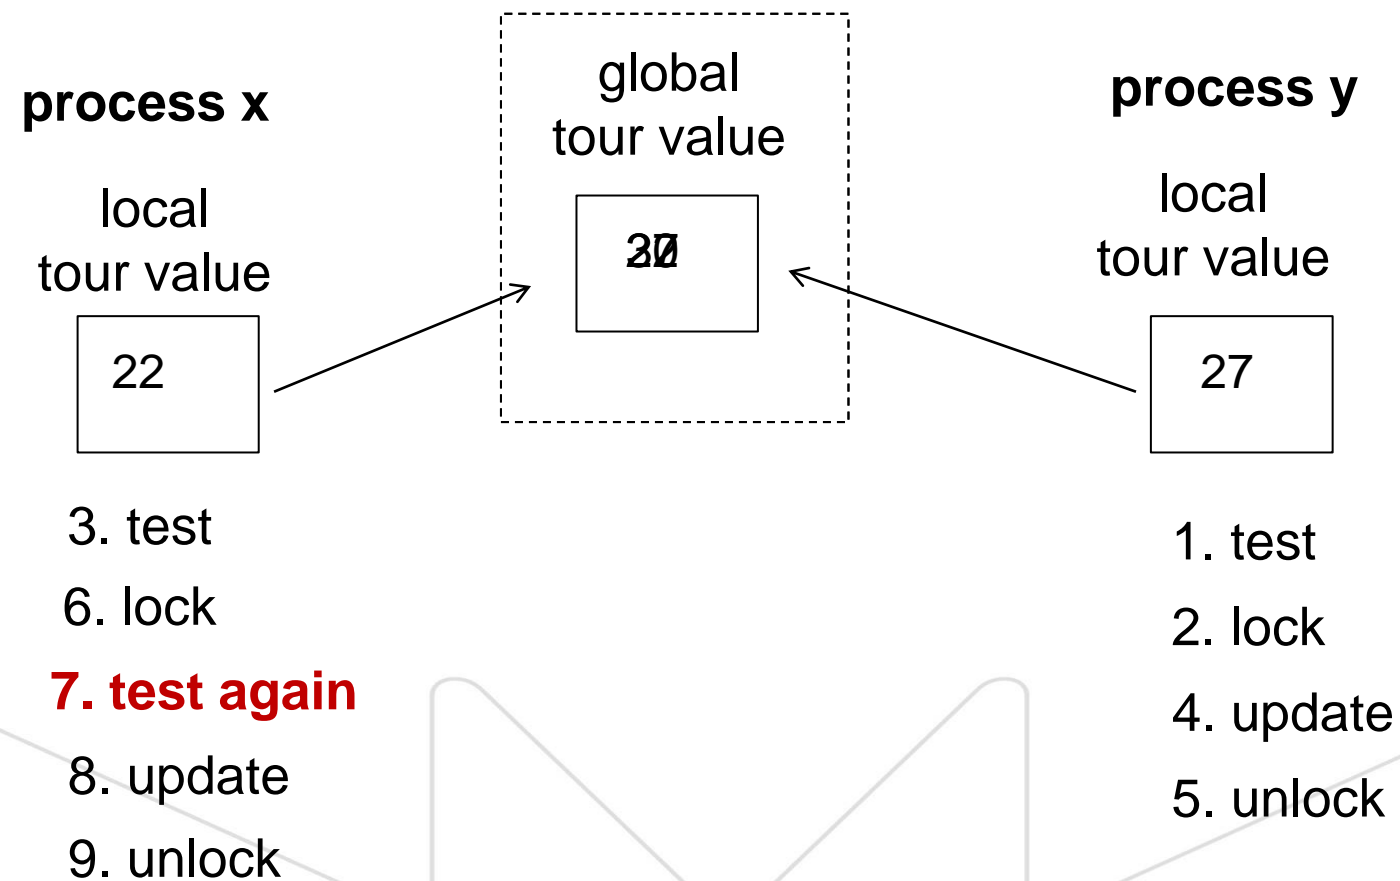 process x
local
tour value
22
3. test
6. lock
7. test again
8. update
9. unlock
global
tour value
process y
local
tour value
27
1. test
2. lock
4. update
5. unlock